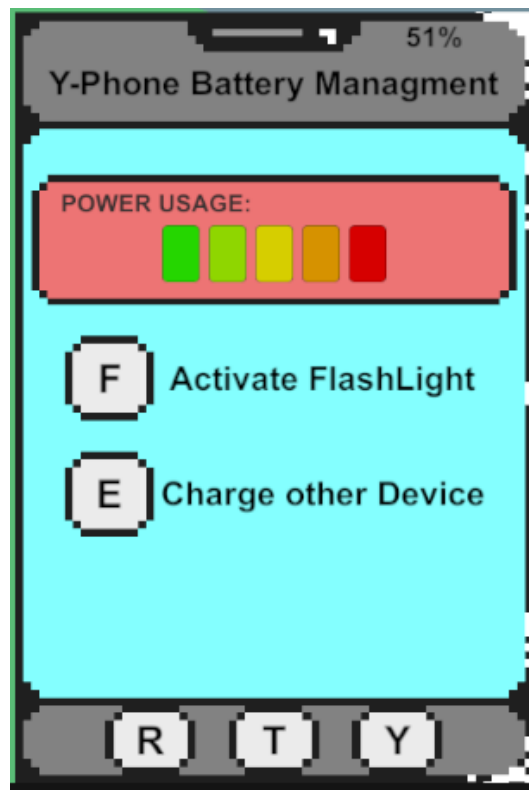 51%
Y-Phone Battery Managment
POWER USAGE:
F Activate FlashLight
E Charge other Device
R T Y